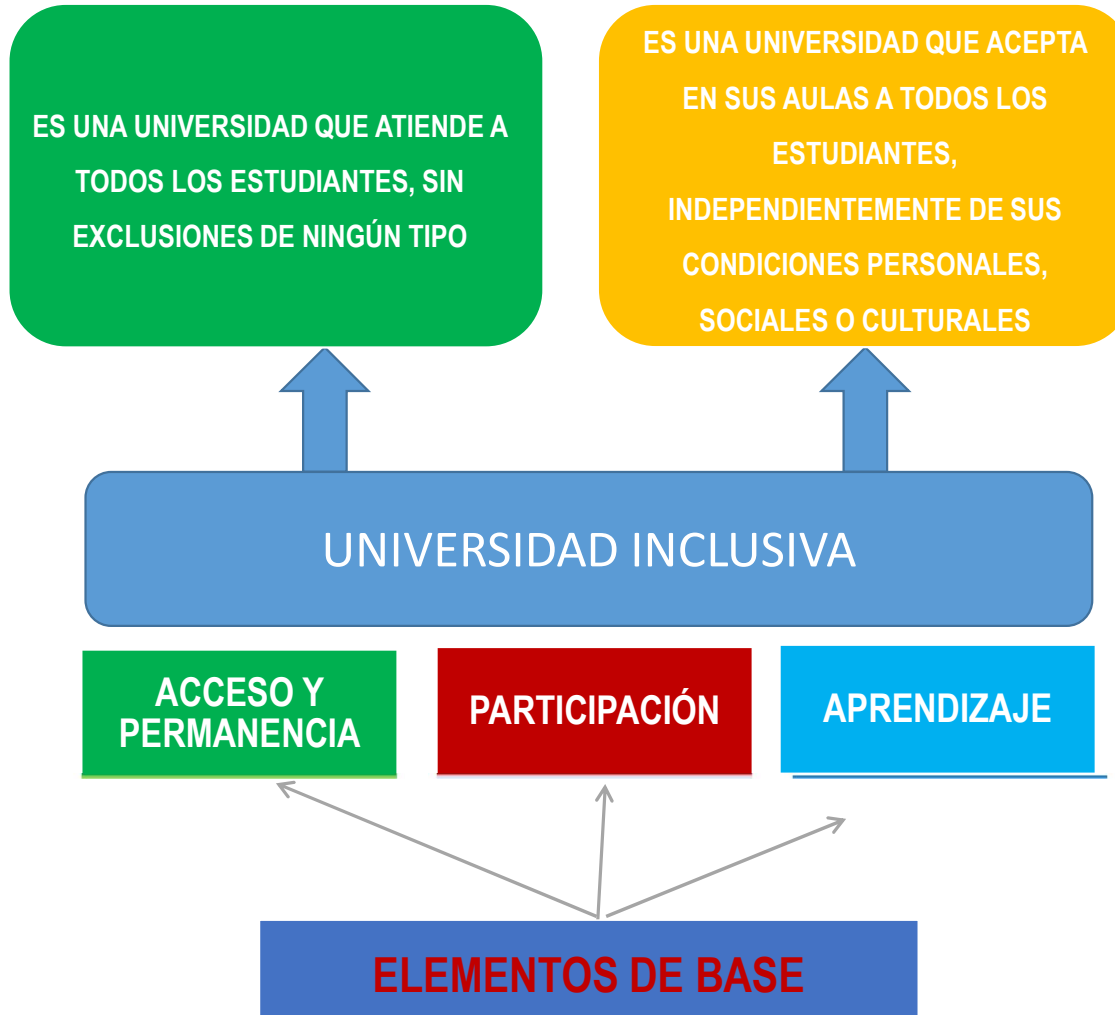 ES UNA UNIVERSIDAD QUE ATIENDE A
TODOS LOS ESTUDIANTES, SIN
EXCLUSIONES DE NINGÚN TIPO
ES UNA UNIVERSIDAD QUE ACEPTA
EN SUS AULAS A TODOS LOS
ESTUDIANTES,
INDEPENDIENTEMENTE DE SUS
CONDICIONES PERSONALES,
SOCIALES O CULTURALES
UNIVERSIDAD INCLUSIVA
ACCESO Y
PERMANENCIA
PARTICIPACIÓN
APRENDIZAJE
ELEMENTOS DE BASE